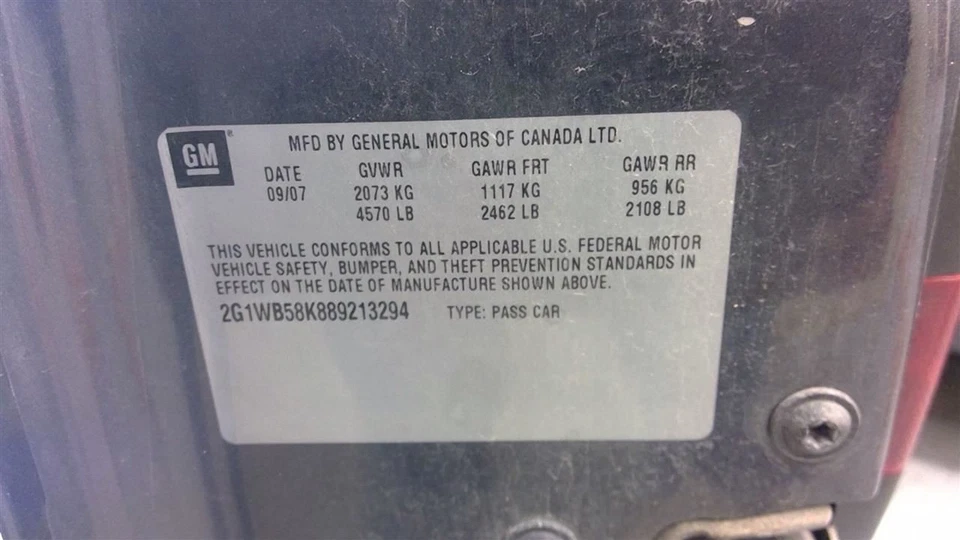 GM
MFD BY GENERAL MOTORS OF CANADA LTD.
DATE GVWR GAWR FRT GAWR RR
09/07 2073 KG 1117 KG 956 KG
4570 LB 2462 LB 2108 LB
THIS VEHICLE CONFORMS TO ALL APPLICABLE U.S. FEDERAL MOTOR
VEHICLE SAFETY, BUMPER, AND THEFT PREVENTION STANDARDS IN
EFFECT ON THE DATE OF MANUFACTURE SHOWN ABOVE.
2G1WB58K889213294 TYPE: PASS CAR